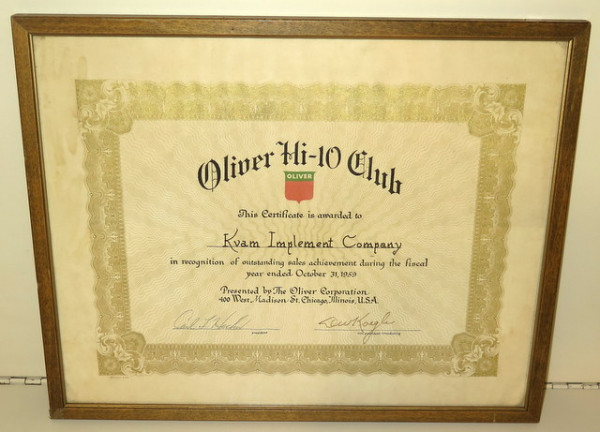 Oliver Hi-10 Club
OLIVER
This Certificate is awarded to
Kvam Implement Company
in recognition of outstanding sales achievement during the fiscal
year ended October 31, 1959
Presented by The Oliver Corporation
400 West Madison St. Chicago, Illinois, U.S.A.